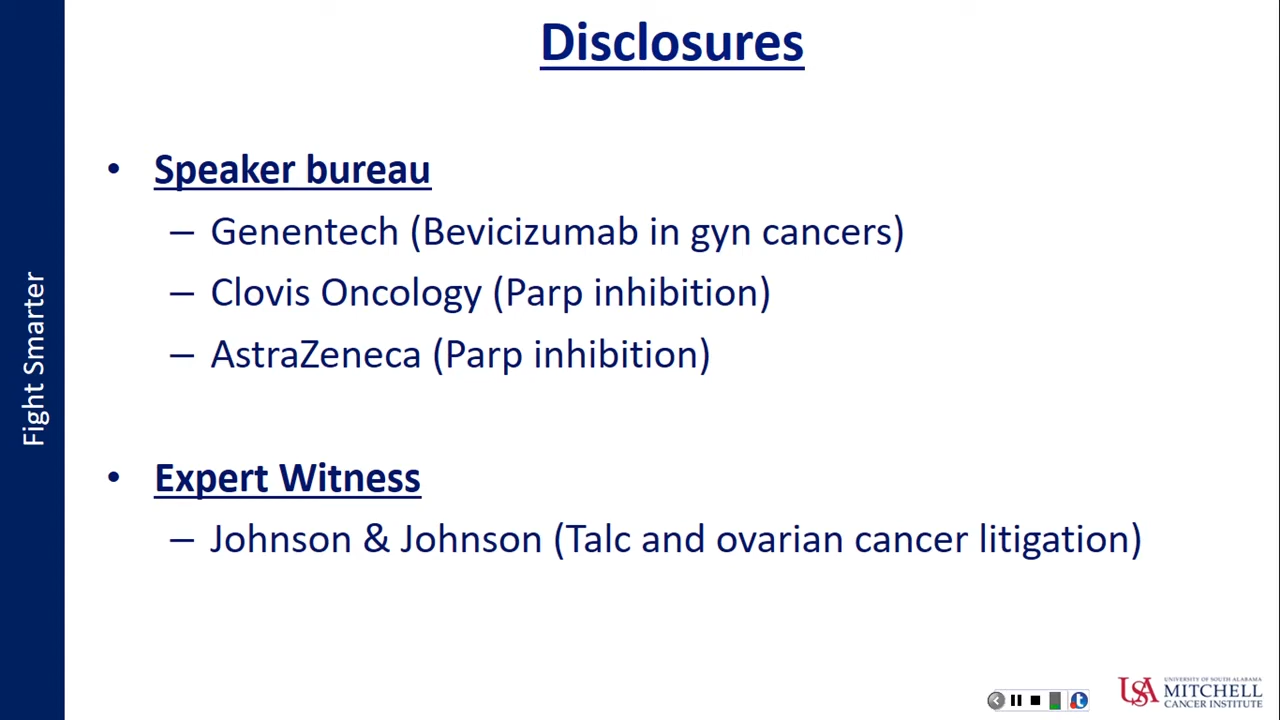 Disclosures
• Speaker bureau
– Genentech (Bevicizumab in gyn cancers)
– Clovis Oncology (Parp inhibition)
– AstraZeneca (Parp inhibition)
• Expert Witness
– Johnson & Johnson (Talc and ovarian cancer litigation)
Fight Smarter
USA
UNIVERSITY OF SOUTH ALABAMA
MITCHELL
CANCER INSTITUTE
t